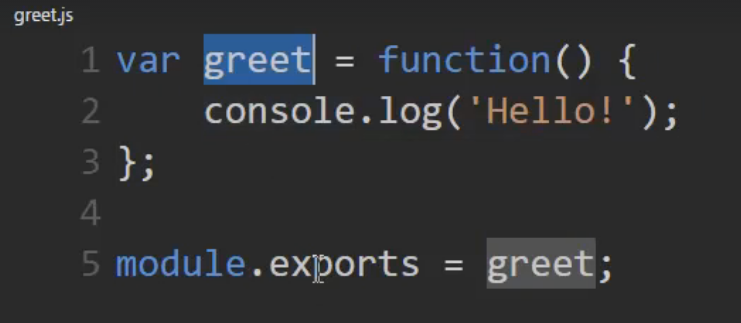 greet.js
1 var greet = function() {
2     console.log('Hello!');
3 };
4
5 module.exports = greet;